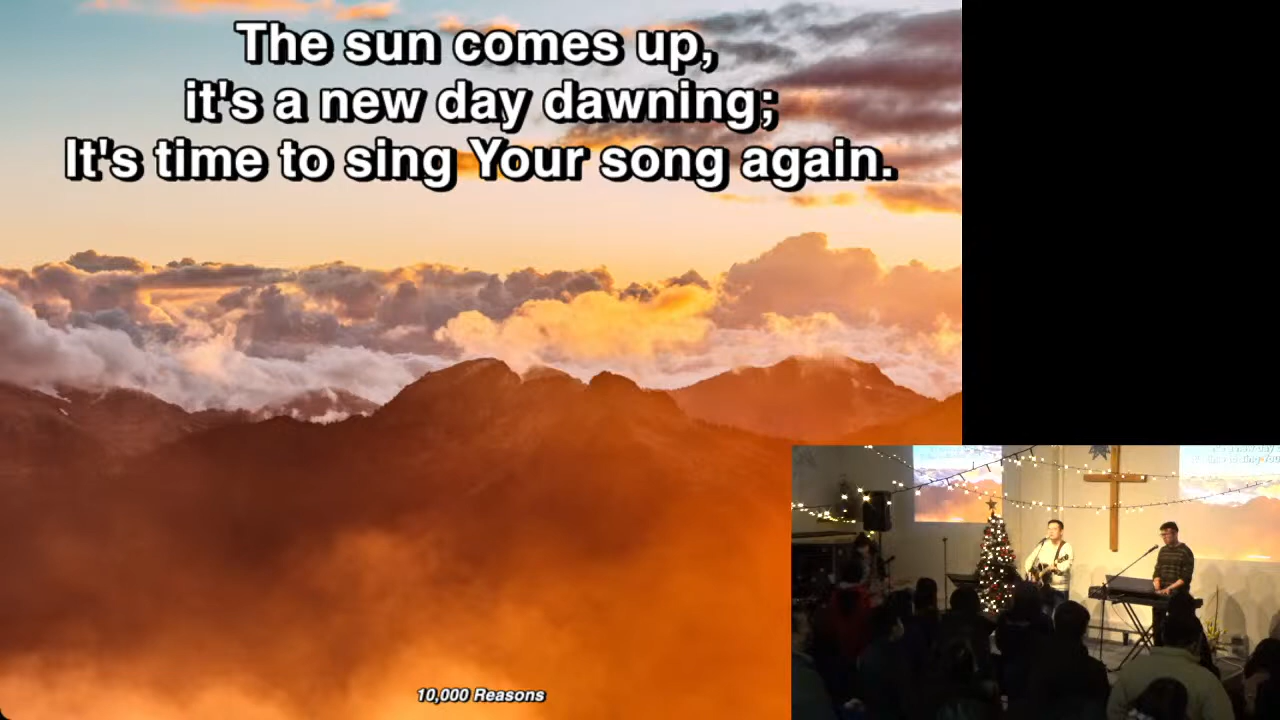 The sun comes up,
it's a new day dawning;
It's time to sing Your song again.
10,000 Reasons